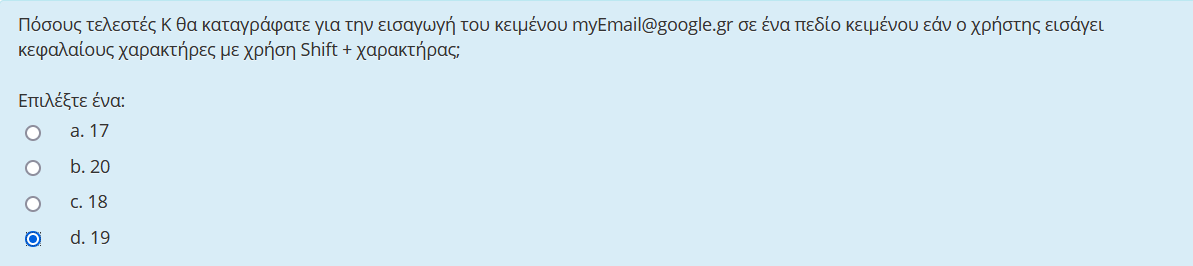 Πόσους τελεστές Κ θα καταγράφατε για την εισαγωγή του κειμένου myEmail@google.gr σε ένα πεδίο κειμένου εάν ο χρήστης εισάγει
κεφαλαίους χαρακτήρες με χρήση Shift + χαρακτήρας;
Επιλέξτε ένα:
a. 17
b. 20
c. 18
d. 19